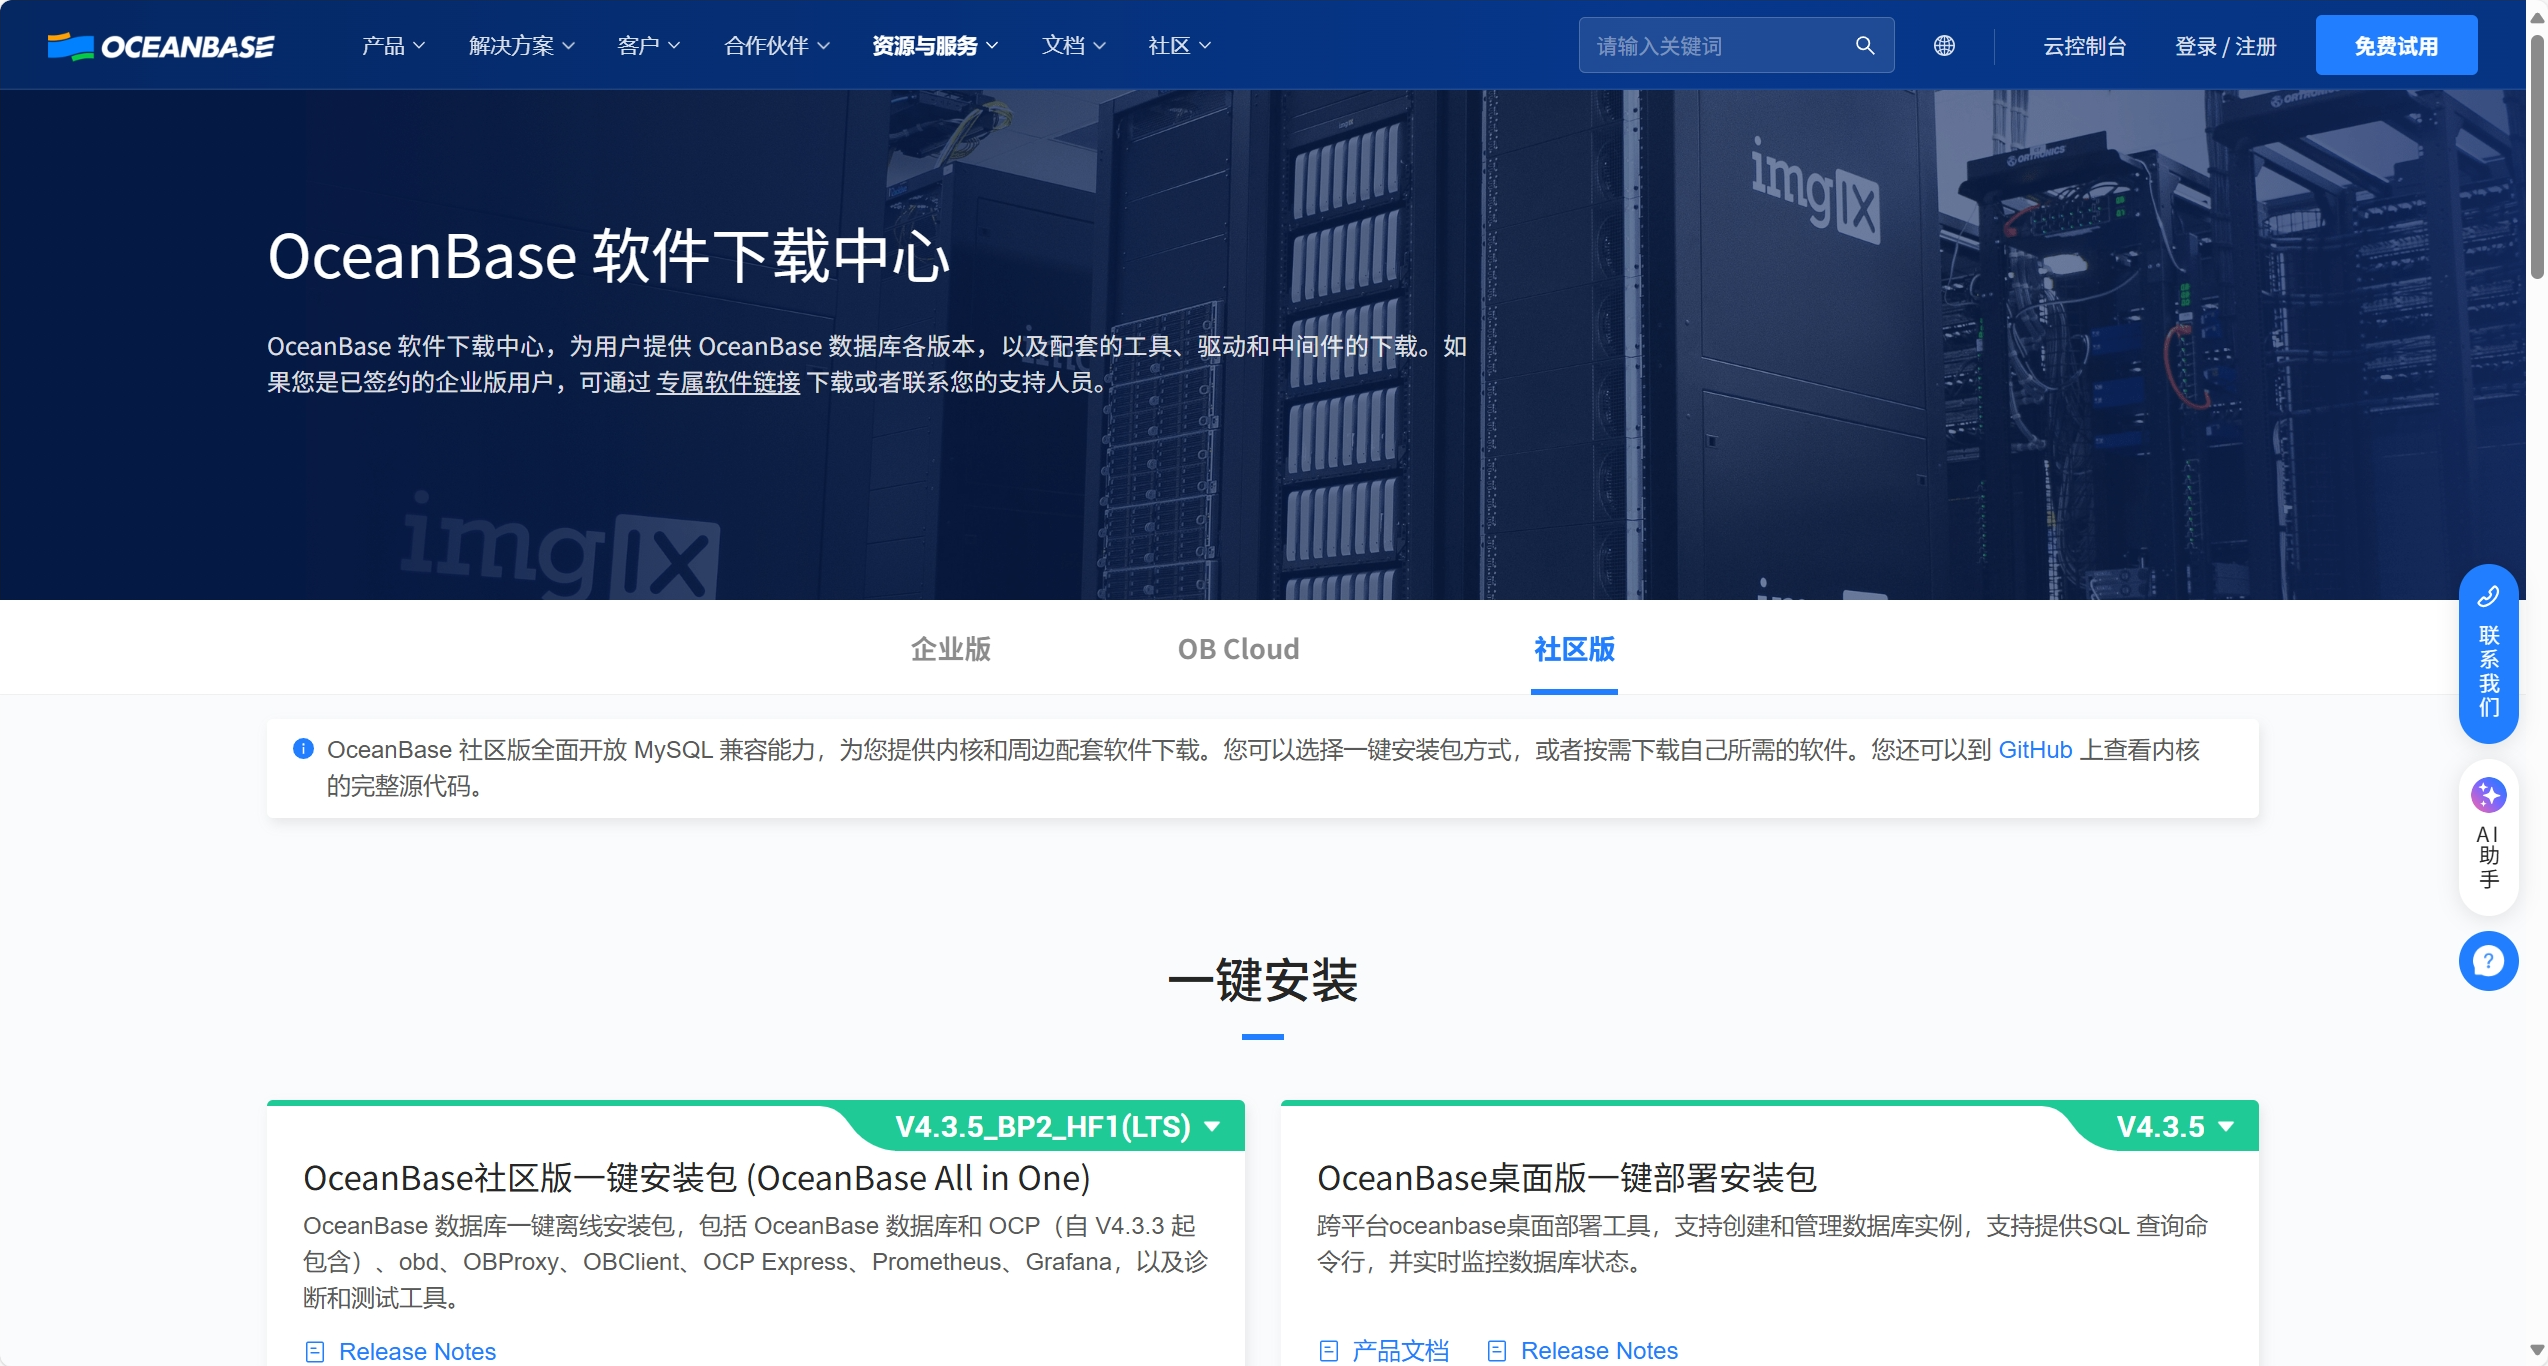 OCEANBASE
产品
解决方案
客户
合作伙伴
资源与服务
文档
社区
请输入关键词
云控制台
登录 / 注册
免费试用
OceanBase 软件下载中心
OceanBase 软件下载中心，为用户提供 OceanBase 数据库各版本，以及配套的工具、驱动和中间件的下载。如
果您是已签约的企业版用户，可通过 专属软件链接 下载或者联系您的支持人员。
imgIX
imgIX
ORTRONICS
企业版
OB Cloud
社区版
OceanBase 社区版全面开放 MySQL 兼容能力，为您提供内核和周边配套软件下载。您可以选择一键安装包方式，或者按需下载自己所需的软件。您还可以到 GitHub 上查看内核
的完整源代码。
联系我们
AI助手
一键安装
V4.3.5_BP2_HF1(LTS)
OceanBase社区版一键安装包 (OceanBase All in One)
OceanBase 数据库一键离线安装包，包括 OceanBase 数据库和 OCP（自 V4.3.3 起
包含）、obd、OBProxy、OBClient、OCP Express、Prometheus、Grafana，以及诊
断和测试工具。
Release Notes
V4.3.5
OceanBase桌面版一键部署安装包
跨平台oceanbase桌面部署工具，支持创建和管理数据库实例，支持提供SQL 查询命
令行，并实时监控数据库状态。
产品文档
Release Notes